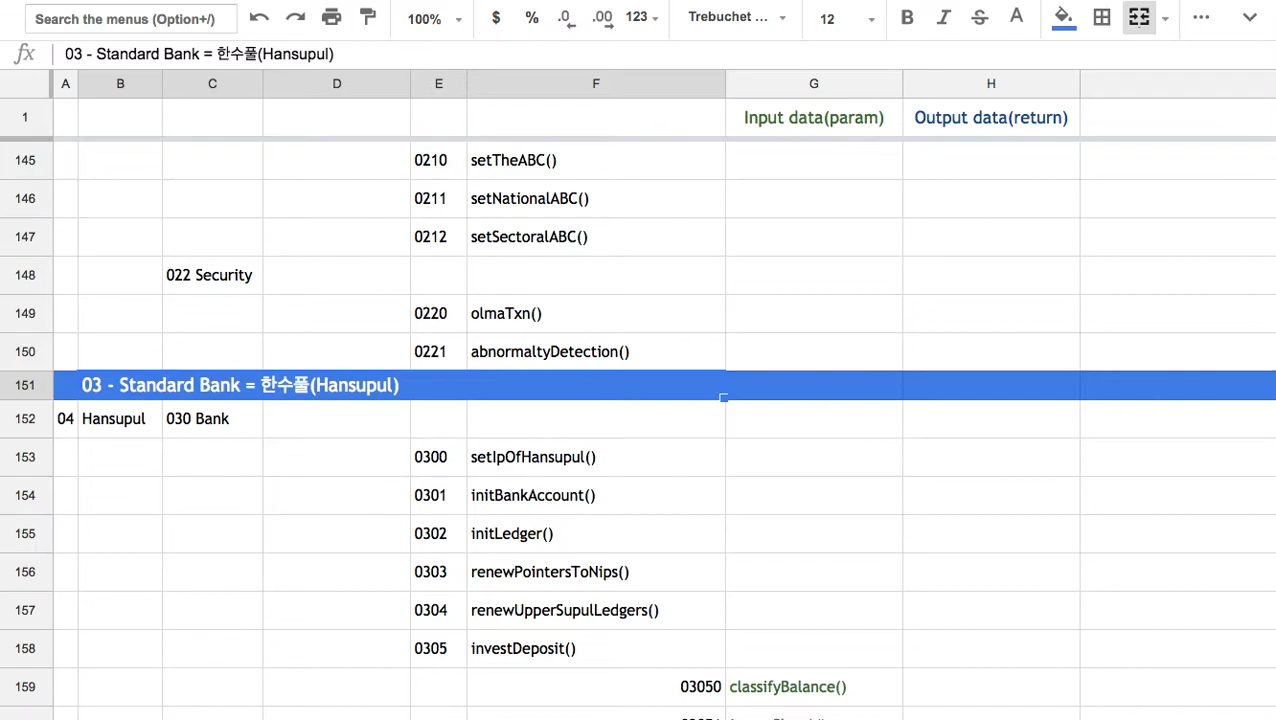 Search the menus (Option+/) 100% $ % .0 .00 123 Trebuchet ... 12 B I S A
fx 03 - Standard Bank = 한수풀(Hansupul)
A B C D E F G H
1 Input data(param) Output data(return)
145 0210 setTheABC()
146 0211 setNationalABC()
147 0212 setSectoralABC()
148 022 Security
149 0220 olmaTxn()
150 0221 abnormaltyDetection()
151 03 - Standard Bank = 한수풀(Hansupul)
152 04 Hansupul 030 Bank
153 0300 setIpOfHansupul()
154 0301 initBankAccount()
155 0302 initLedger()
156 0303 renewPointersToNips()
157 0304 renewUpperSupulLedgers()
158 0305 investDeposit()
159 03050 classifyBalance()